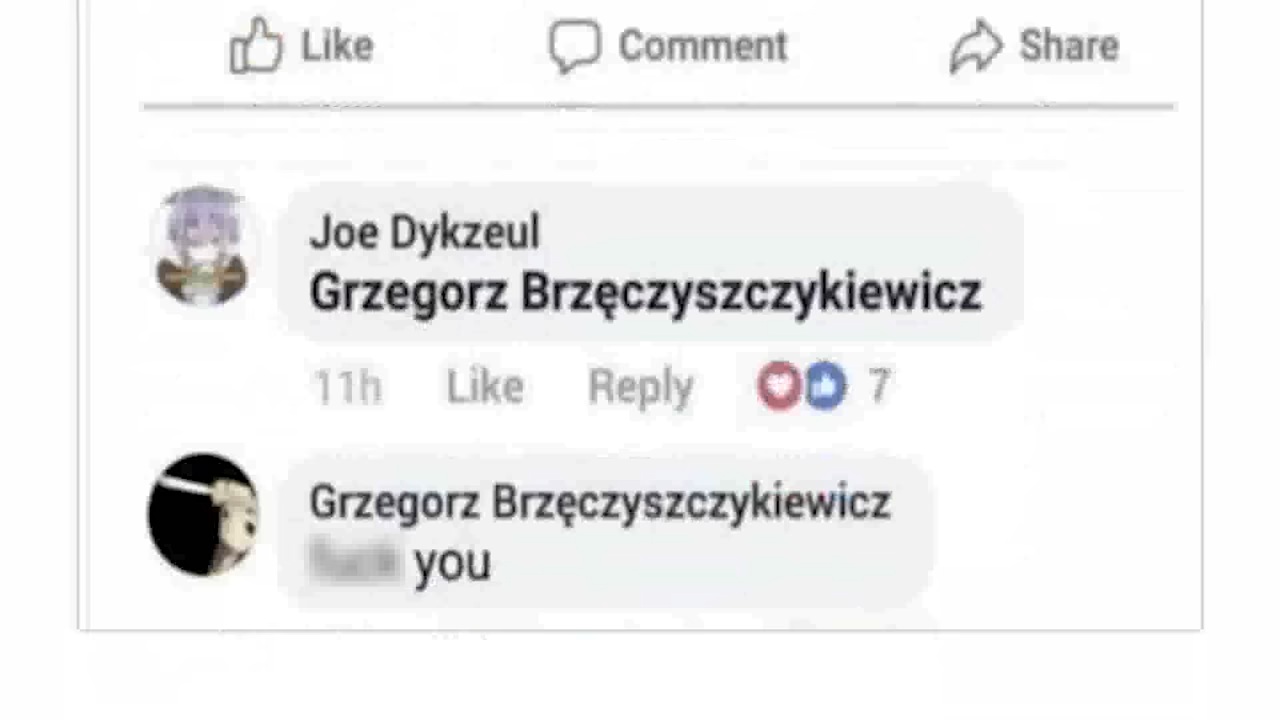 Like Comment Share
Joe Dykzeul
Grzegorz Brzęczyszczykiewicz
11h Like Reply 7
Grzegorz Brzęczyszczykiewicz
you